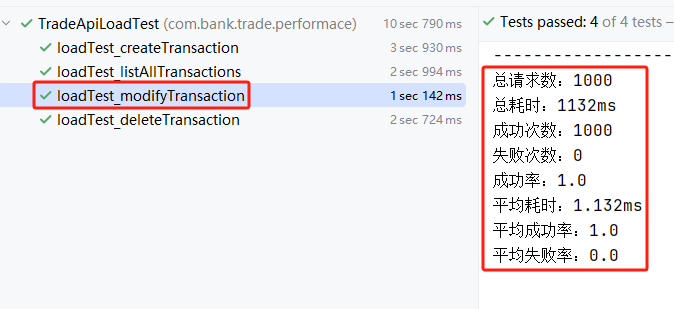 TradeApiLoadTest (com.bank.trade.performace) 10 sec 790 ms
loadTest_createTransaction 3 sec 930 ms
loadTest_listAllTransactions 2 sec 994 ms
loadTest_modifyTransaction 1 sec 142 ms
loadTest_deleteTransaction 2 sec 724 ms
Tests passed: 4 of 4 tests –
--------------------
总请求数：1000
总耗时：1132ms
成功次数：1000
失败次数：0
成功率：1.0
平均耗时：1.132ms
平均成功率：1.0
平均失败率：0.0